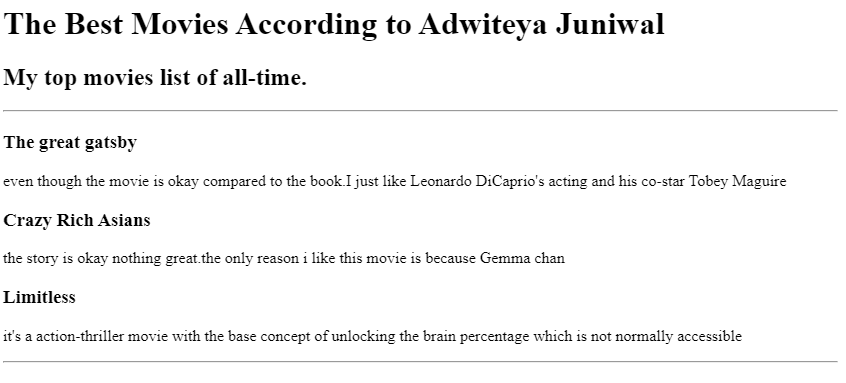 The Best Movies According to Adwiteya Juniwal
My top movies list of all-time.
The great gatsby
even though the movie is okay compared to the book.I just like Leonardo DiCaprio's acting and his co-star Tobey Maguire
Crazy Rich Asians
the story is okay nothing great.the only reason i like this movie is because Gemma chan
Limitless
it's a action-thriller movie with the base concept of unlocking the brain percentage which is not normally accessible